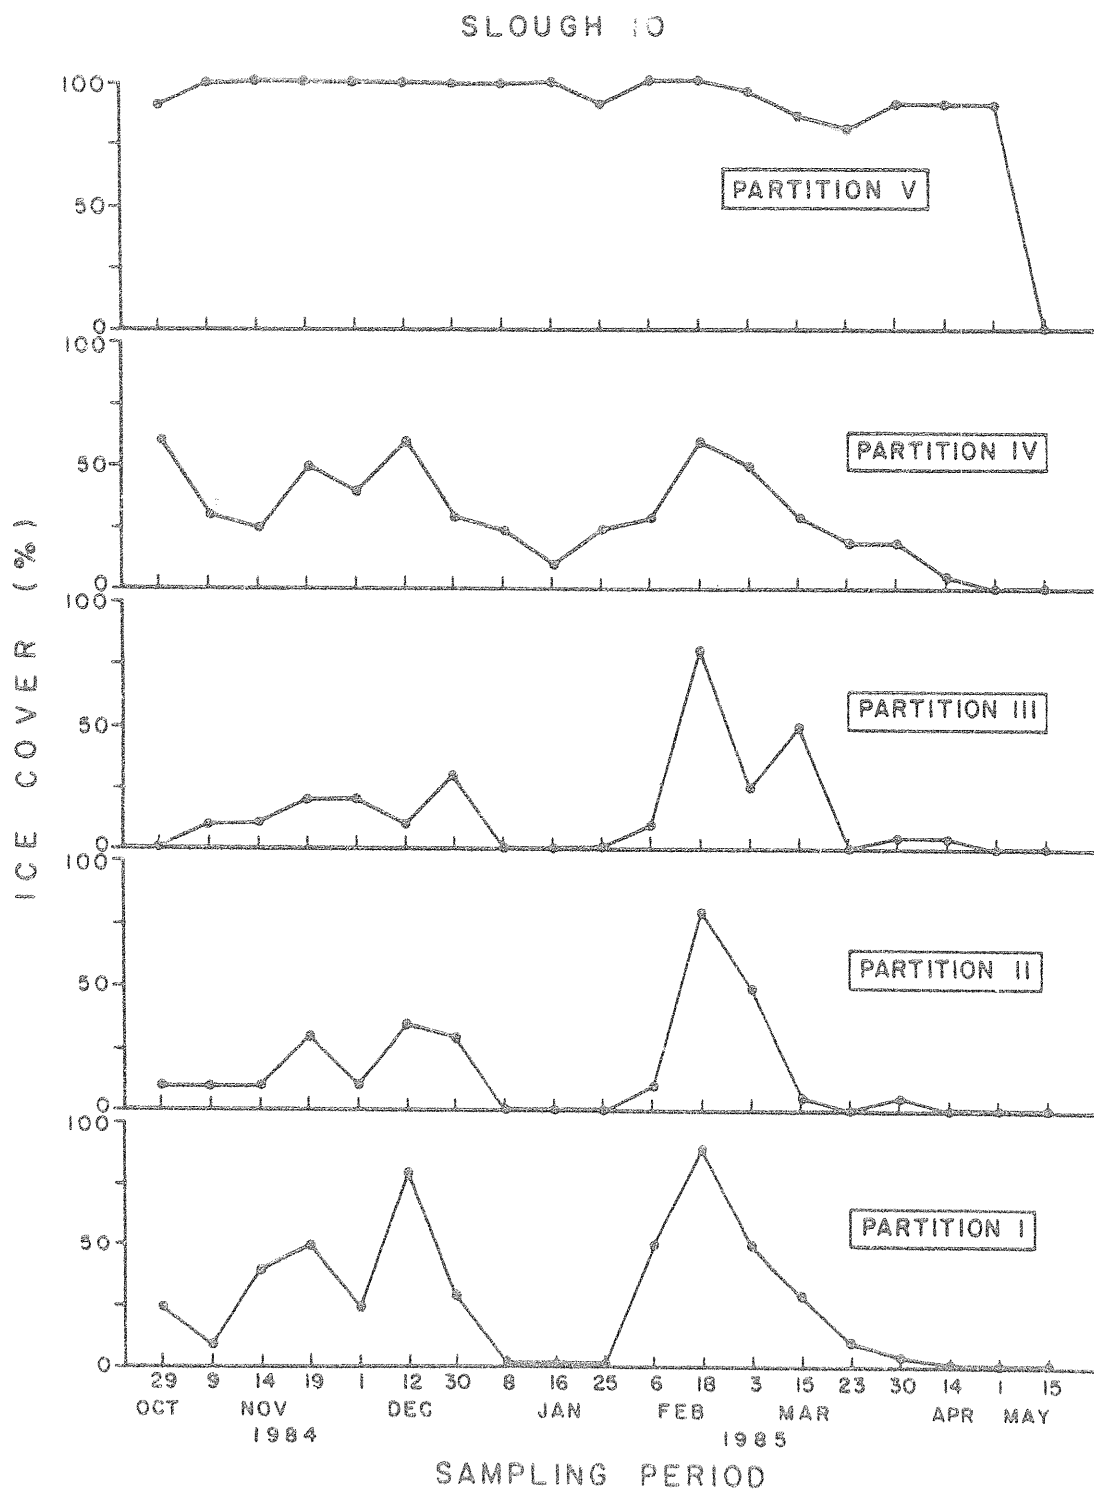 SLOUGH 10
100
50
0
PARTITION V
100
50
0
PARTITION IV
100
50
0
PARTITION III
100
50
0
PARTITION II
100
50
0
PARTITION I
ICE COVER (%)
29 9 14 19 1 12 30 8 16 25 6 18 3 15 23 30 14 1 15
OCT NOV DEC JAN FEB MAR APR MAY
1984 1985
SAMPLING PERIOD